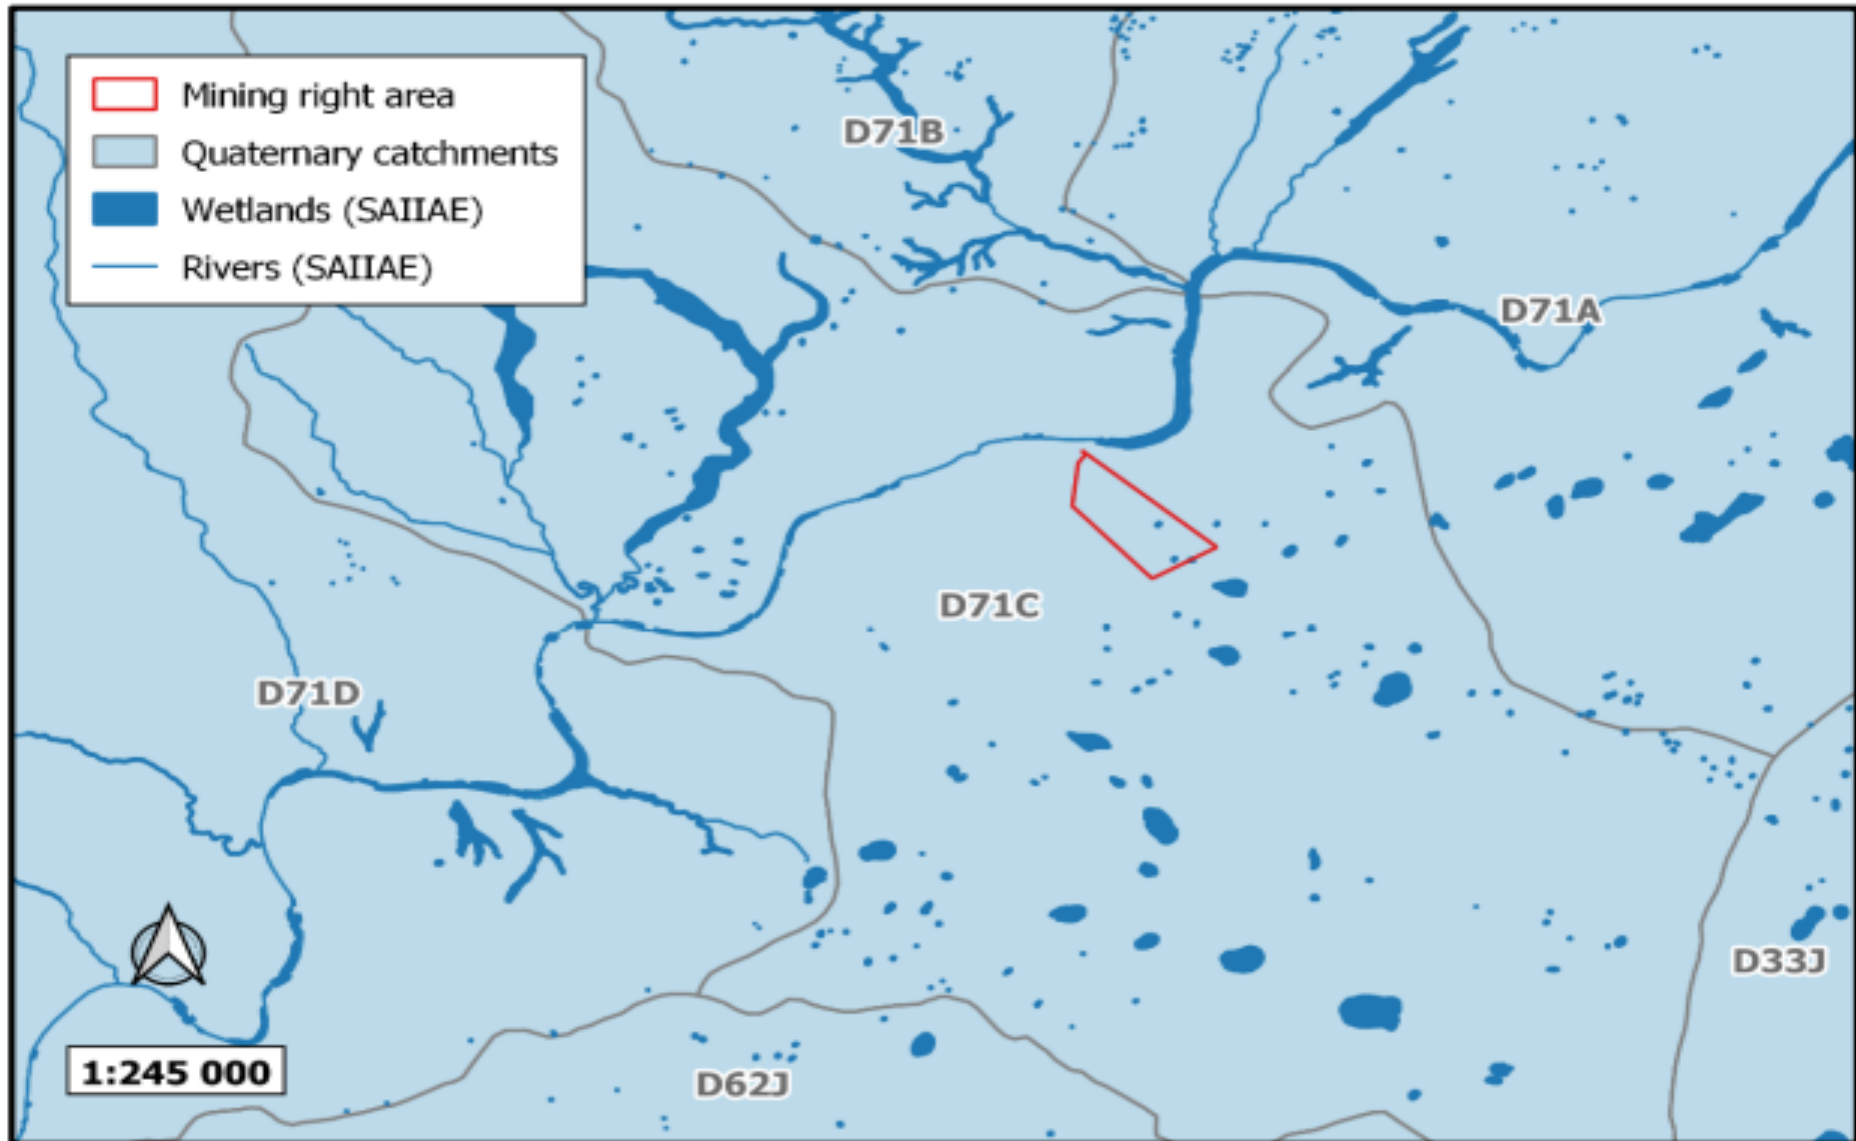 Mining right area
Quaternary catchments
Wetlands (SAIIAE)
Rivers (SAIIAE)
D71B
D71A
D71C
D71D
D33J
D62J
1:245 000